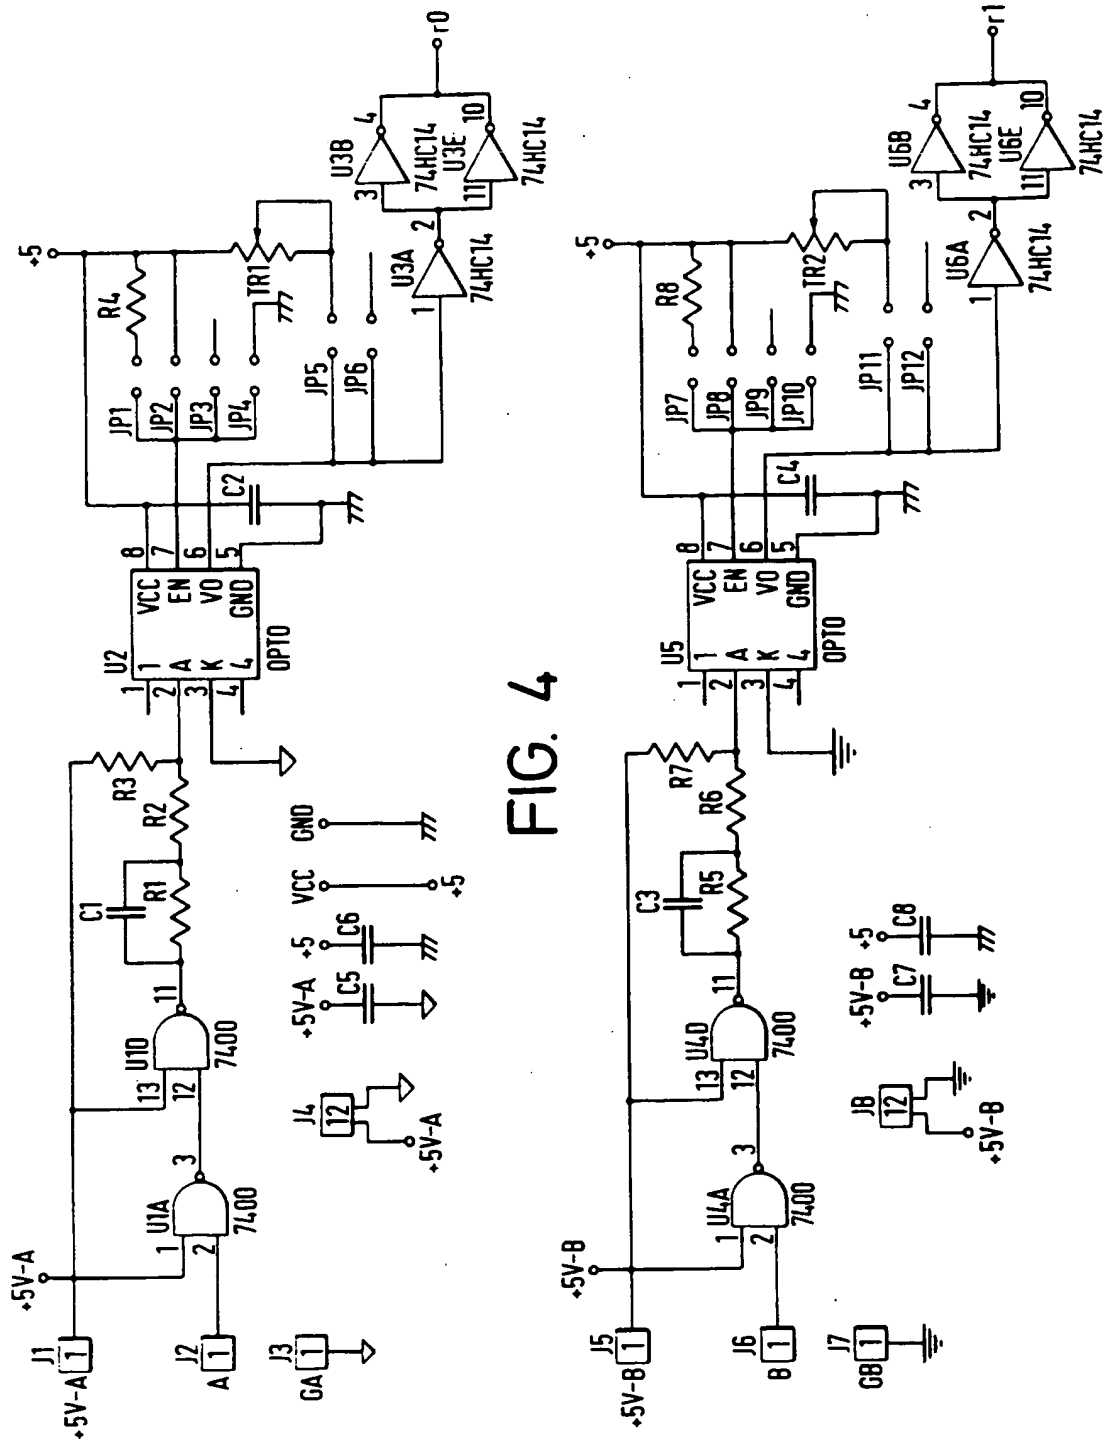 +5V-A
J1
1
+5V-A
J2
1
A
J3
1
GA
U1A
1
2
3
7400
U1D
13
12
11
7400
J4
12
+5V-A
C1
R1
R2
R3
+5V-A
C5
+5
C6
VCC
+5
GND
U2
1
2
3
4
1
A
K
4
VCC
EN
VO
GND
8
7
6
5
OPTO
C2
+5
R4
JP1
JP2
JP3
JP4
TR1
JP5
JP6
U3A
1
2
74HC14
U3B
3
4
74HC14
U3E
11
10
74HC14
r0
FIG. 4
+5V-B
J5
1
+5V-B
J6
1
B
J7
1
GB
U4A
1
2
3
7400
U4D
13
12
11
7400
J8
12
+5V-B
C3
R5
R6
R7
+5V-B
C7
+5
C8
U5
1
2
3
4
1
A
K
4
VCC
EN
VO
GND
8
7
6
5
OPTO
C4
+5
R8
JP7
JP8
JP9
JP10
TR2
JP11
JP12
U6A
1
2
74HC14
U6B
3
4
74HC14
U6E
11
10
74HC14
r1